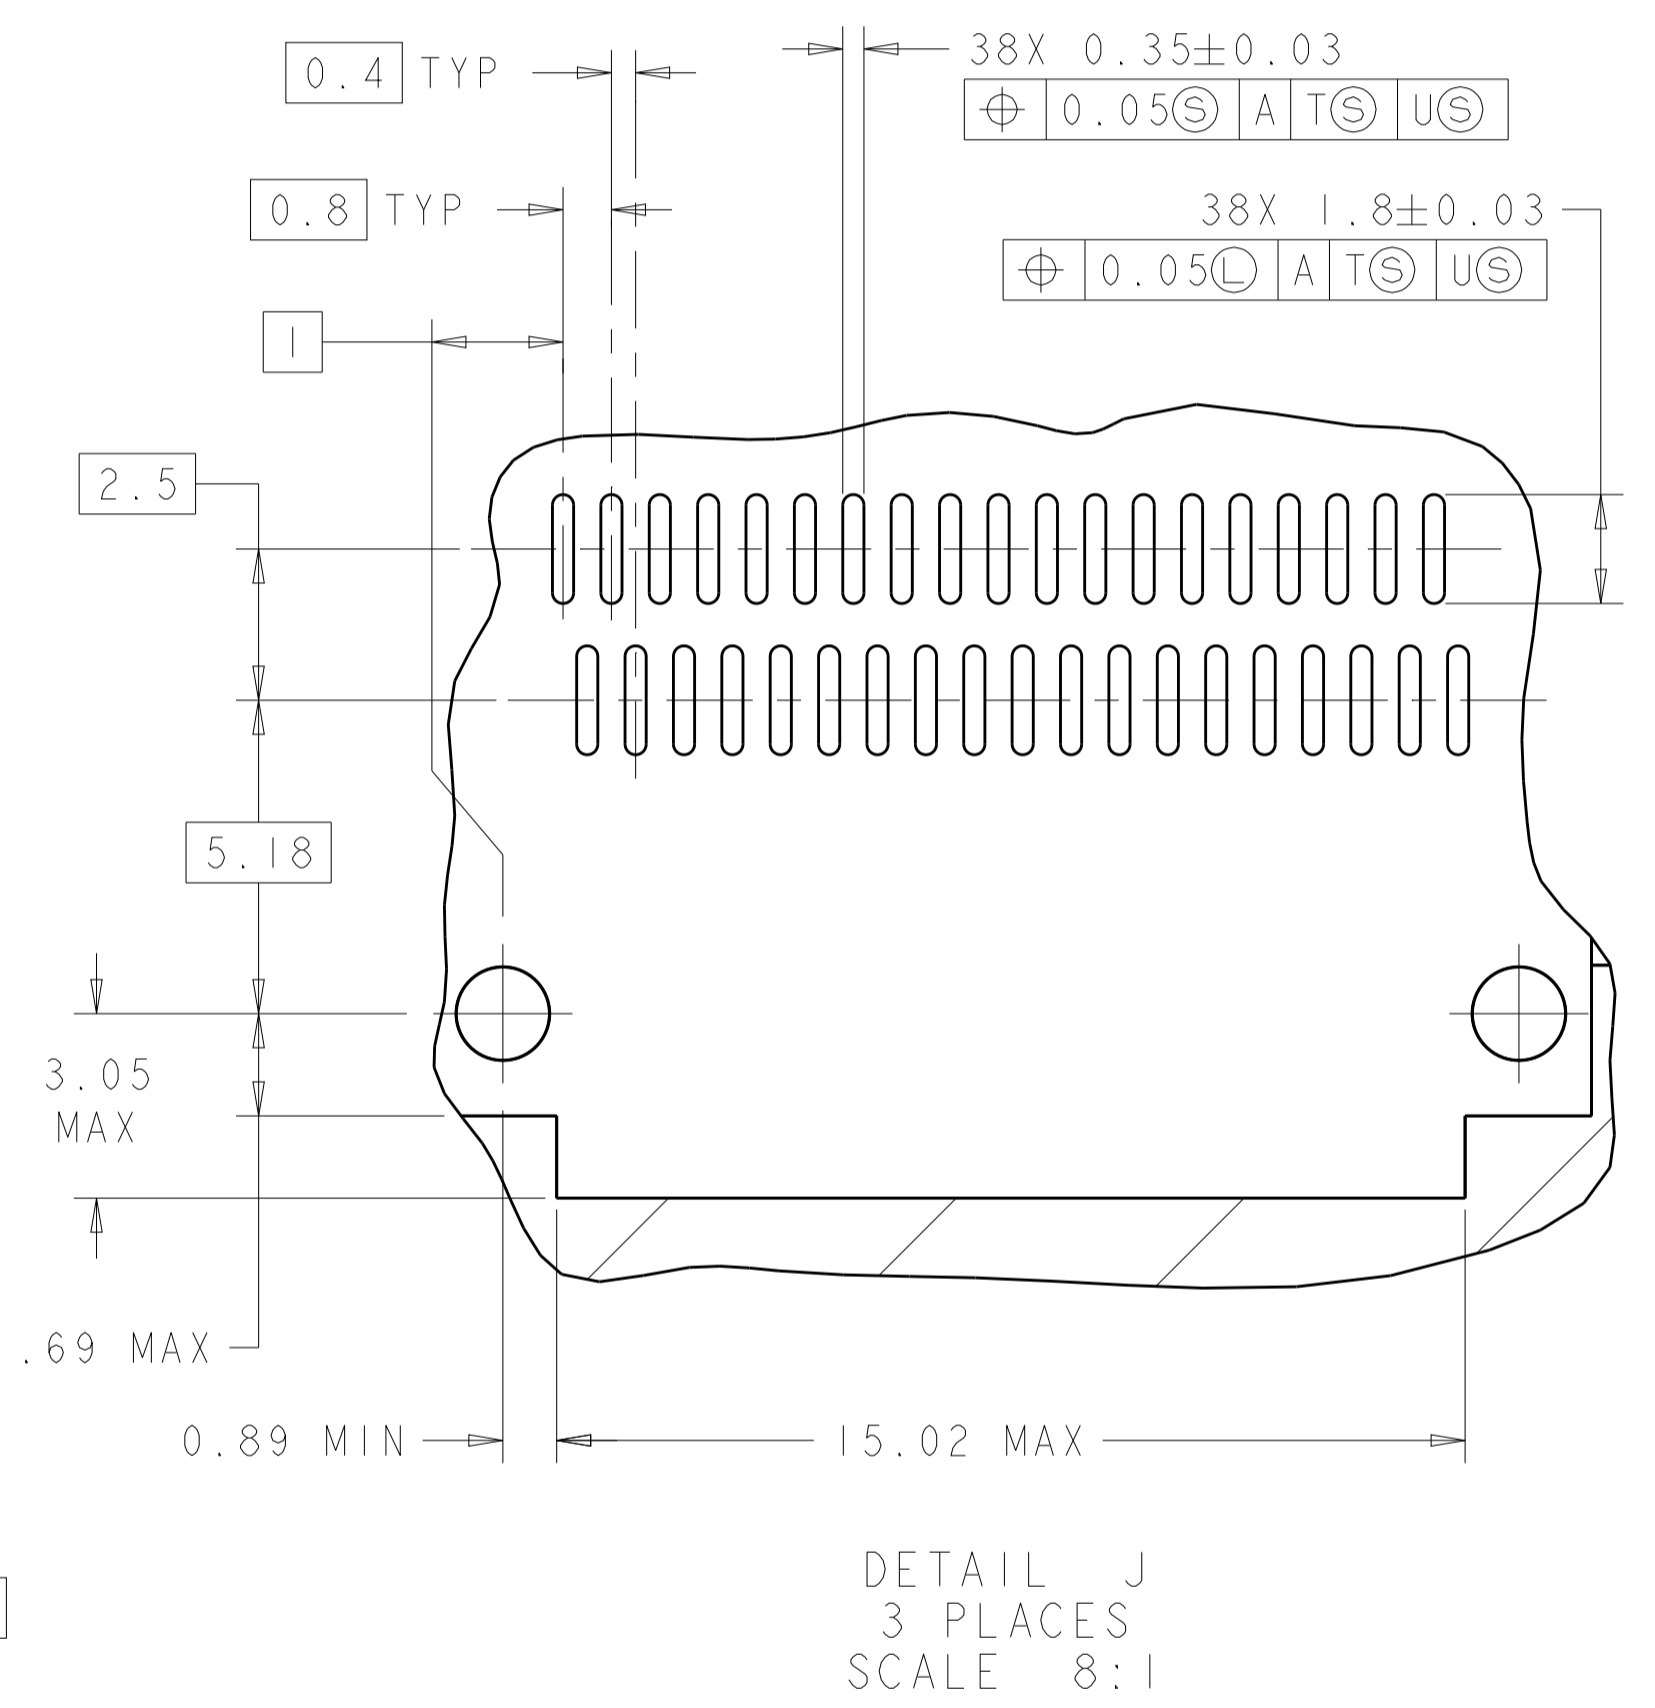 0.4 TYP
38X 0.35±0.03
⌖ 0.05Ⓢ A TⓈ UⓈ
0.8 TYP
38X 1.8±0.03
⌖ 0.05Ⓛ A TⓈ UⓈ
1
2.5
5.18
3.05
MAX
.69 MAX
0.89 MIN
15.02 MAX
DETAIL J
3 PLACES
SCALE 8:1